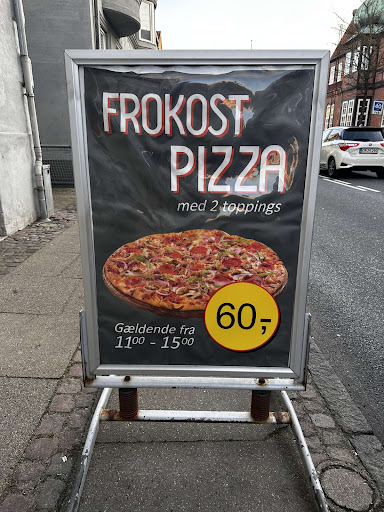 FROKOST
PIZZA
med 2 toppings
60,-
Gældende fra
11⁰⁰ - 15⁰⁰